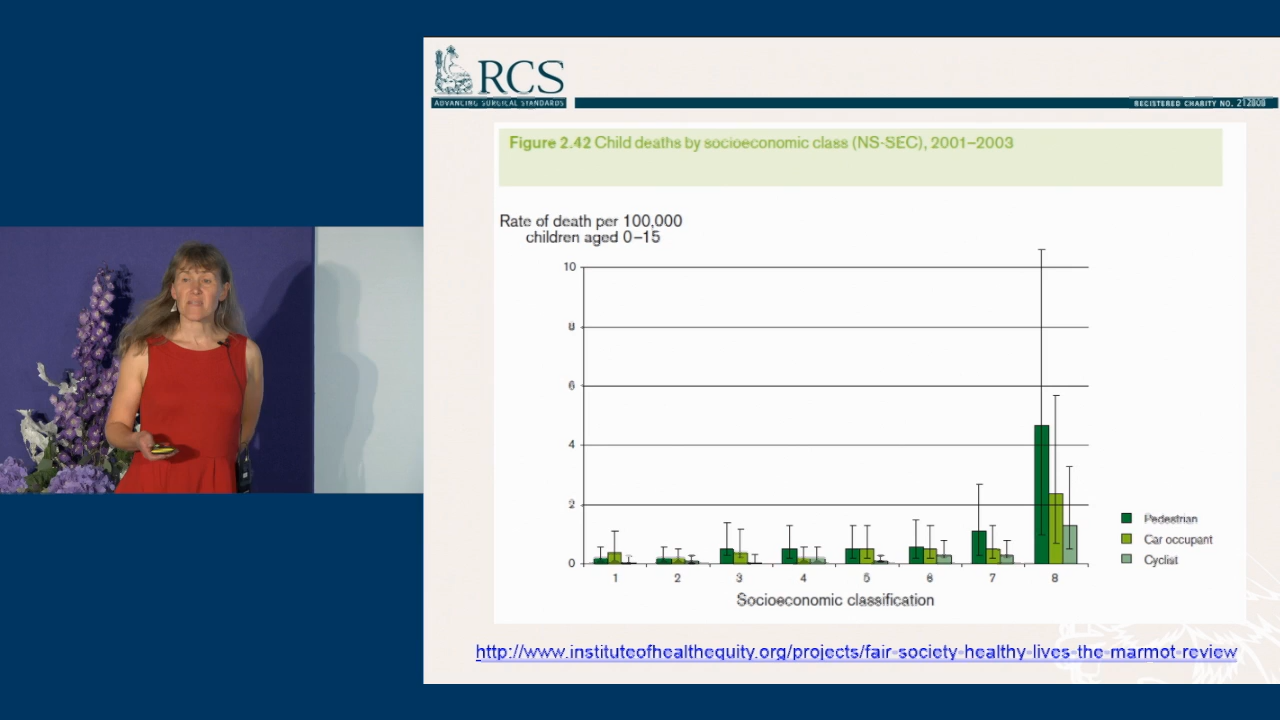 RCS
ADVANCING SURGICAL STANDARDS
REGISTERED CHARITY NO. 212808
Figure 2.42 Child deaths by socioeconomic class (NS-SEC), 2001–2003
Rate of death per 100,000
children aged 0–15
10
8
6
4
2
0
1 2 3 4 5 6 7 8
Socioeconomic classification
Pedestrian
Car occupant
Cyclist
http://www.instituteofhealthequity.org/projects/fair-society-healthy-lives-the-marmot-review